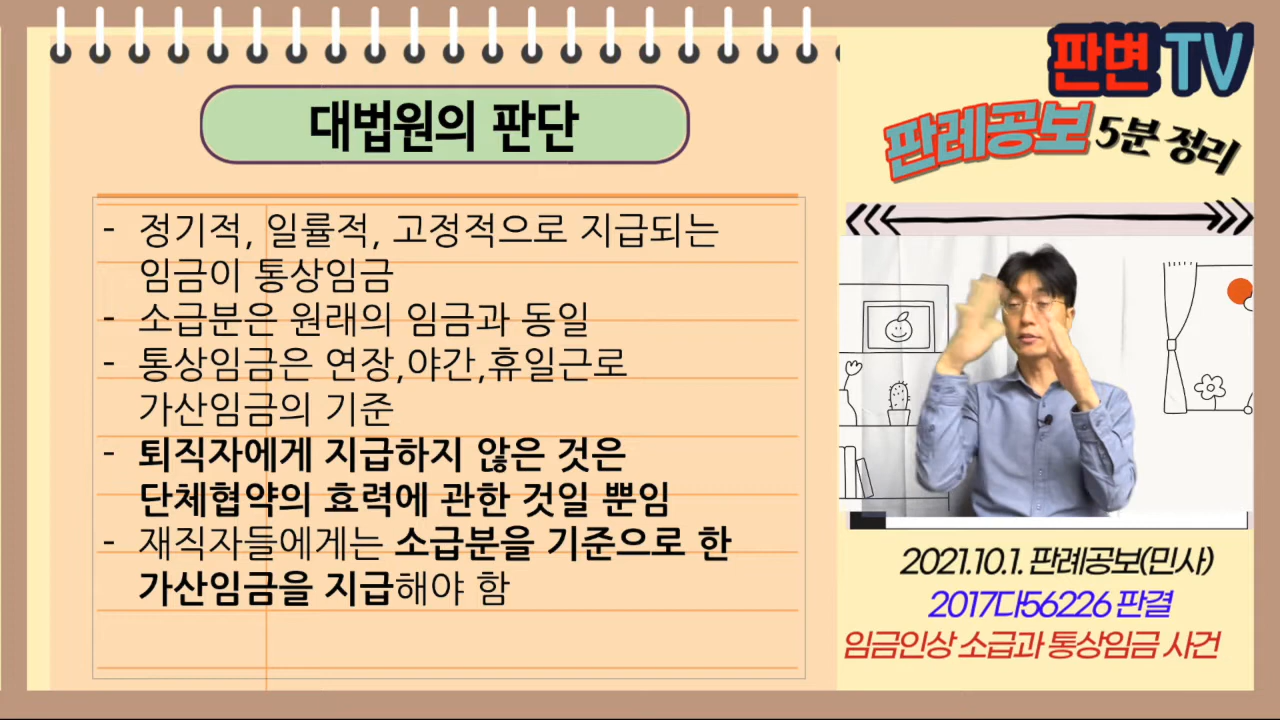 대법원의 판단
- 정기적, 일률적, 고정적으로 지급되는
임금이 통상임금
- 소급분은 원래의 임금과 동일
- 통상임금은 연장,야간,휴일근로
가산임금의 기준
- 퇴직자에게 지급하지 않은 것은
단체협약의 효력에 관한 것일 뿐임
- 재직자들에게는 소급분을 기준으로 한
가산임금을 지급해야 함
판변 TV
판례공보 5분 정리
2021.10.1. 판례공보(민사)
2017다56226 판결
임금인상 소급과 통상임금 사건